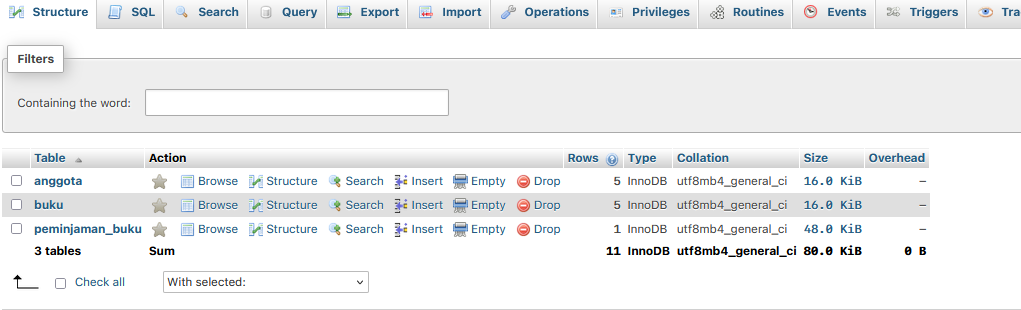 Structure SQL Search Query Export Import Operations Privileges Routines Events Triggers Tra
Filters
Containing the word:
Table Action Rows Type Collation Size Overhead
anggota Browse Structure Search Insert Empty Drop 5 InnoDB utf8mb4_general_ci 16.0 KiB –
buku Browse Structure Search Insert Empty Drop 5 InnoDB utf8mb4_general_ci 16.0 KiB –
peminjaman_buku Browse Structure Search Insert Empty Drop 1 InnoDB utf8mb4_general_ci 48.0 KiB –
3 tables Sum 11 InnoDB utf8mb4_general_ci 80.0 KiB 0 B
Check all With selected: